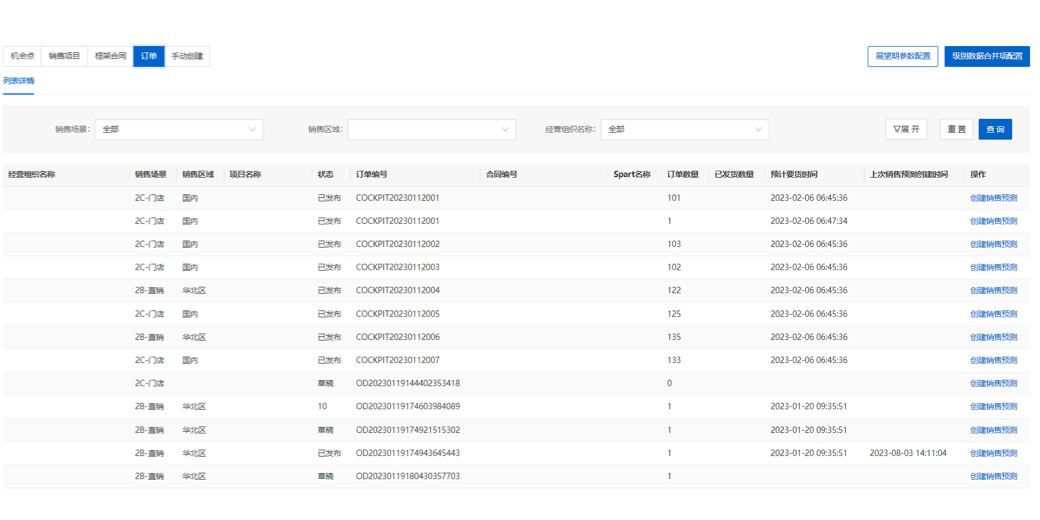 机会点 销售项目 框架合同 订单 手动创建 展望期参数配置 级别数据合并项配置
列表详情
销售场景: 全部 销售区域: 经营组织名称: 全部 展开 重置 查询
经营组织名称 销售场景 销售区域 项目名称 状态 订单编号 合同编号 Spart名称 订单数量 已发货数量 预计要货时间 上次销售预测创建时间 操作
2C-门店 国内 已发布 COCKPIT20230112001 101 2023-02-06 06:45:36 创建销售预测
2C-门店 国内 已发布 COCKPIT20230112001 1 2023-02-06 06:47:34 创建销售预测
2C-门店 国内 已发布 COCKPIT20230112002 103 2023-02-06 06:45:36 创建销售预测
2C-门店 国内 已发布 COCKPIT20230112003 102 2023-02-06 06:45:36 创建销售预测
2B-直销 华北区 已发布 COCKPIT20230112004 122 2023-02-06 06:45:36 创建销售预测
2C-门店 国内 已发布 COCKPIT20230112005 125 2023-02-06 06:45:36 创建销售预测
2B-直销 华北区 已发布 COCKPIT20230112006 135 2023-02-06 06:45:36 创建销售预测
2C-门店 国内 已发布 COCKPIT20230112007 133 2023-02-06 06:45:36 创建销售预测
2C-门店 草稿 OD20230119144402353418 0 创建销售预测
2B-直销 华北区 10 OD20230119174603984089 1 2023-01-20 09:35:51 创建销售预测
2B-直销 华北区 草稿 OD20230119174921515302 1 2023-01-20 09:35:51 创建销售预测
2B-直销 华北区 已发布 OD20230119174943645443 1 2023-01-20 09:35:51 2023-08-03 14:11:04 创建销售预测
2B-直销 华北区 草稿 OD20230119180430357703 1 创建销售预测